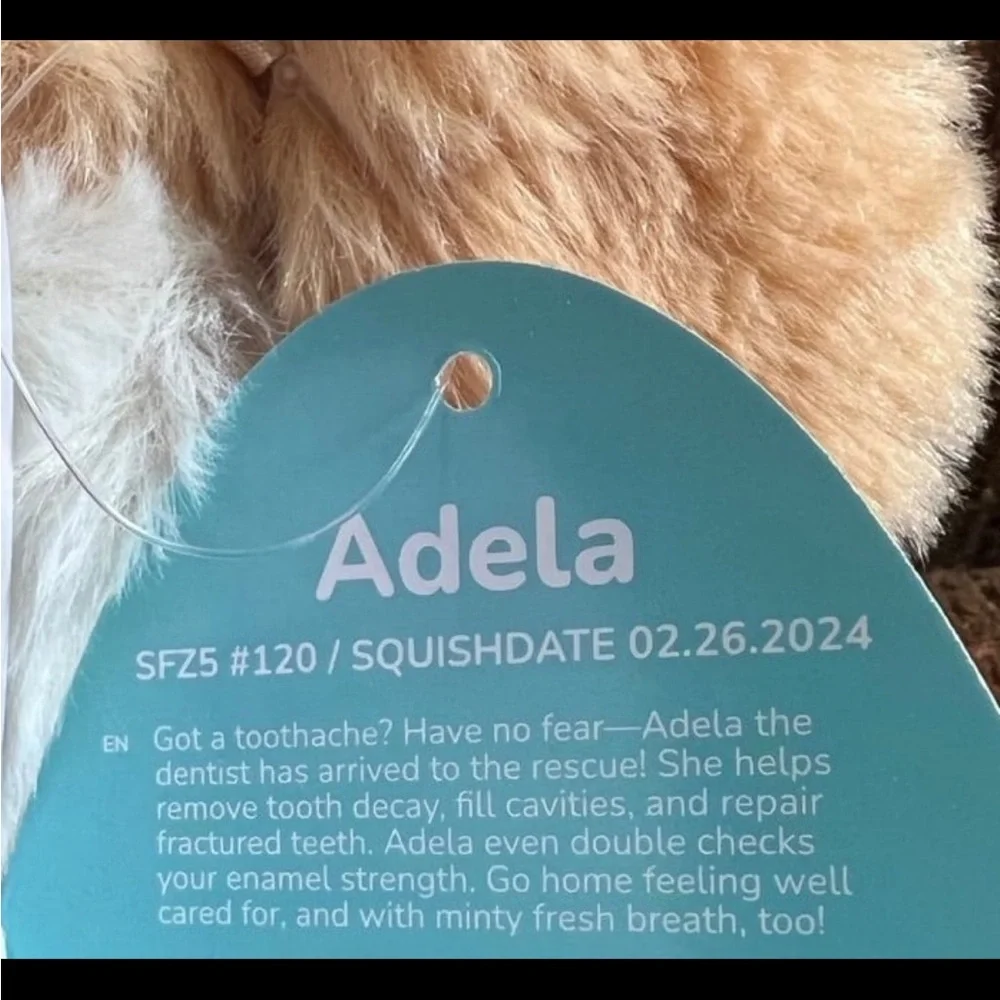 Adela
SFZ5 #120 / SQUISHDATE 02.26.2024
EN Got a toothache? Have no fear—Adela the
dentist has arrived to the rescue! She helps
remove tooth decay, fill cavities, and repair
fractured teeth. Adela even double checks
your enamel strength. Go home feeling well
cared for, and with minty fresh breath, too!